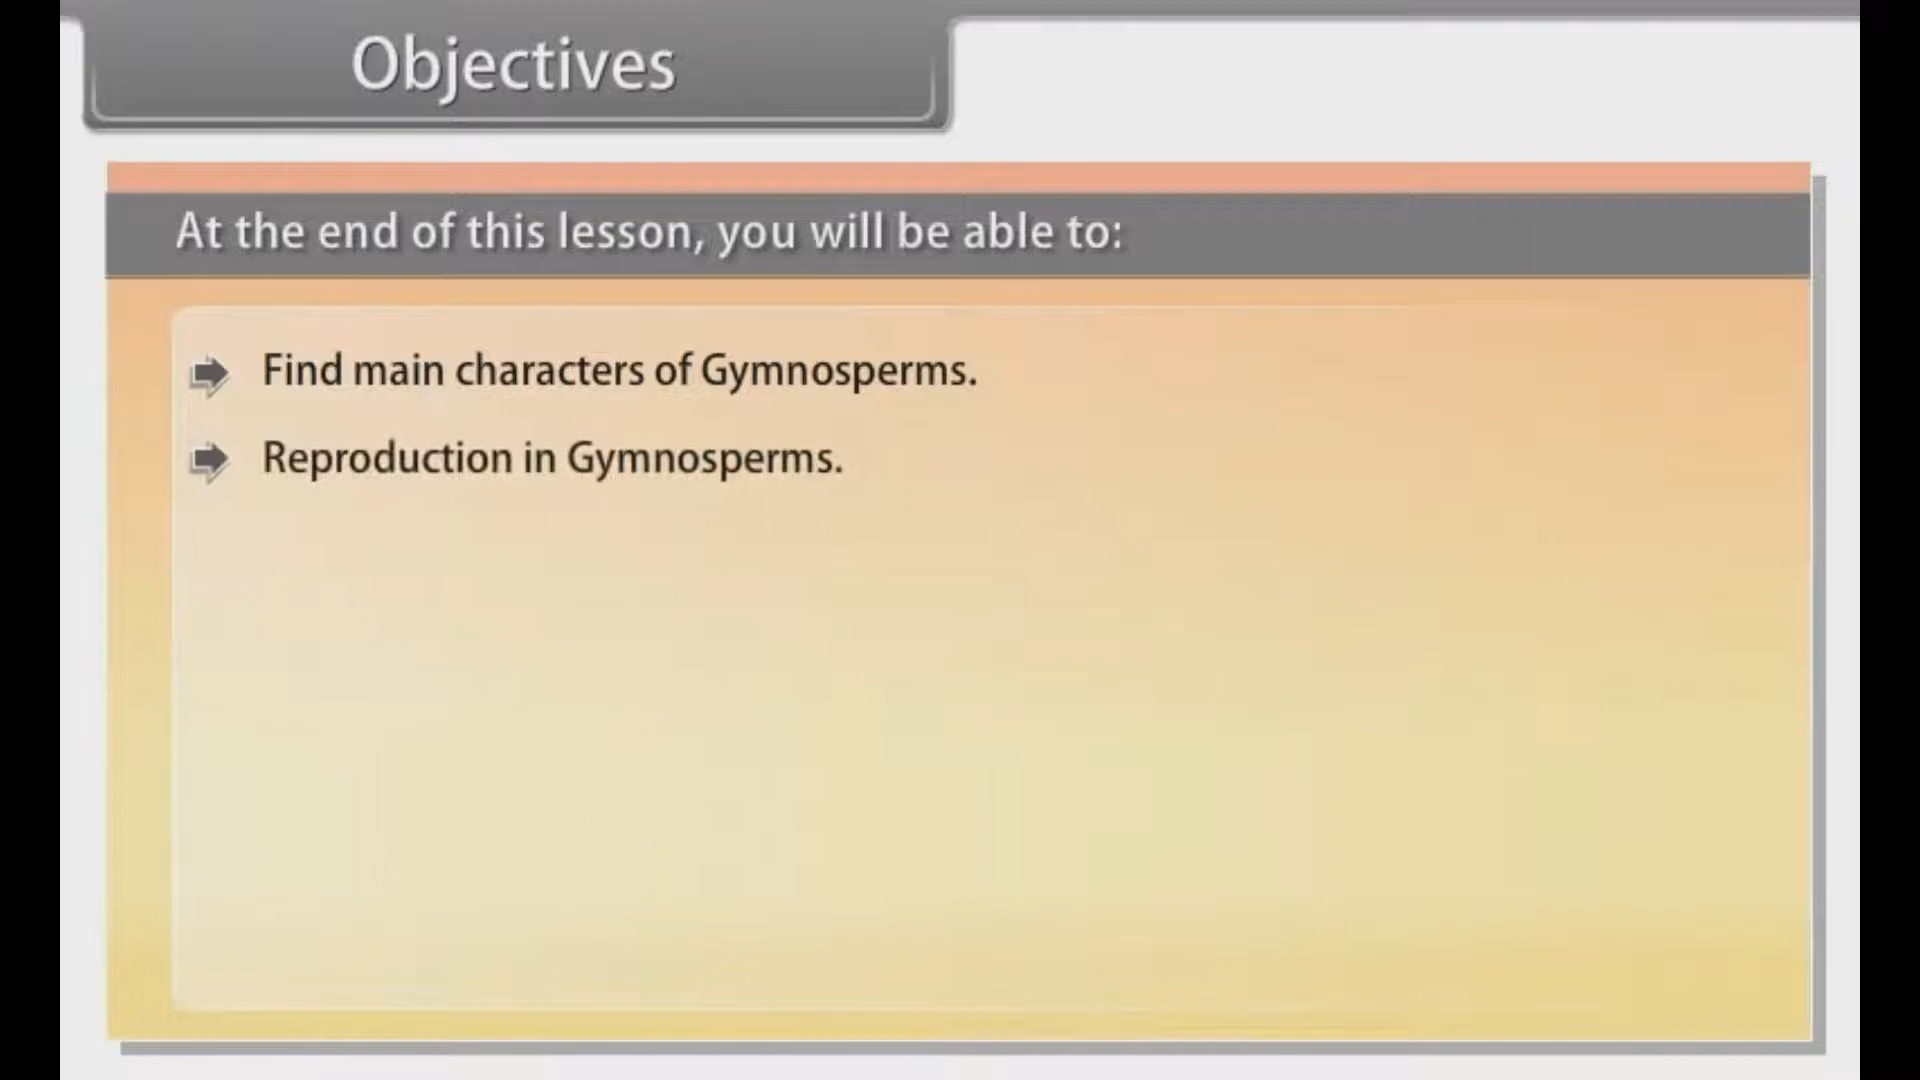 Objectives
At the end of this lesson, you will be able to:
Find main characters of Gymnosperms.
Reproduction in Gymnosperms.